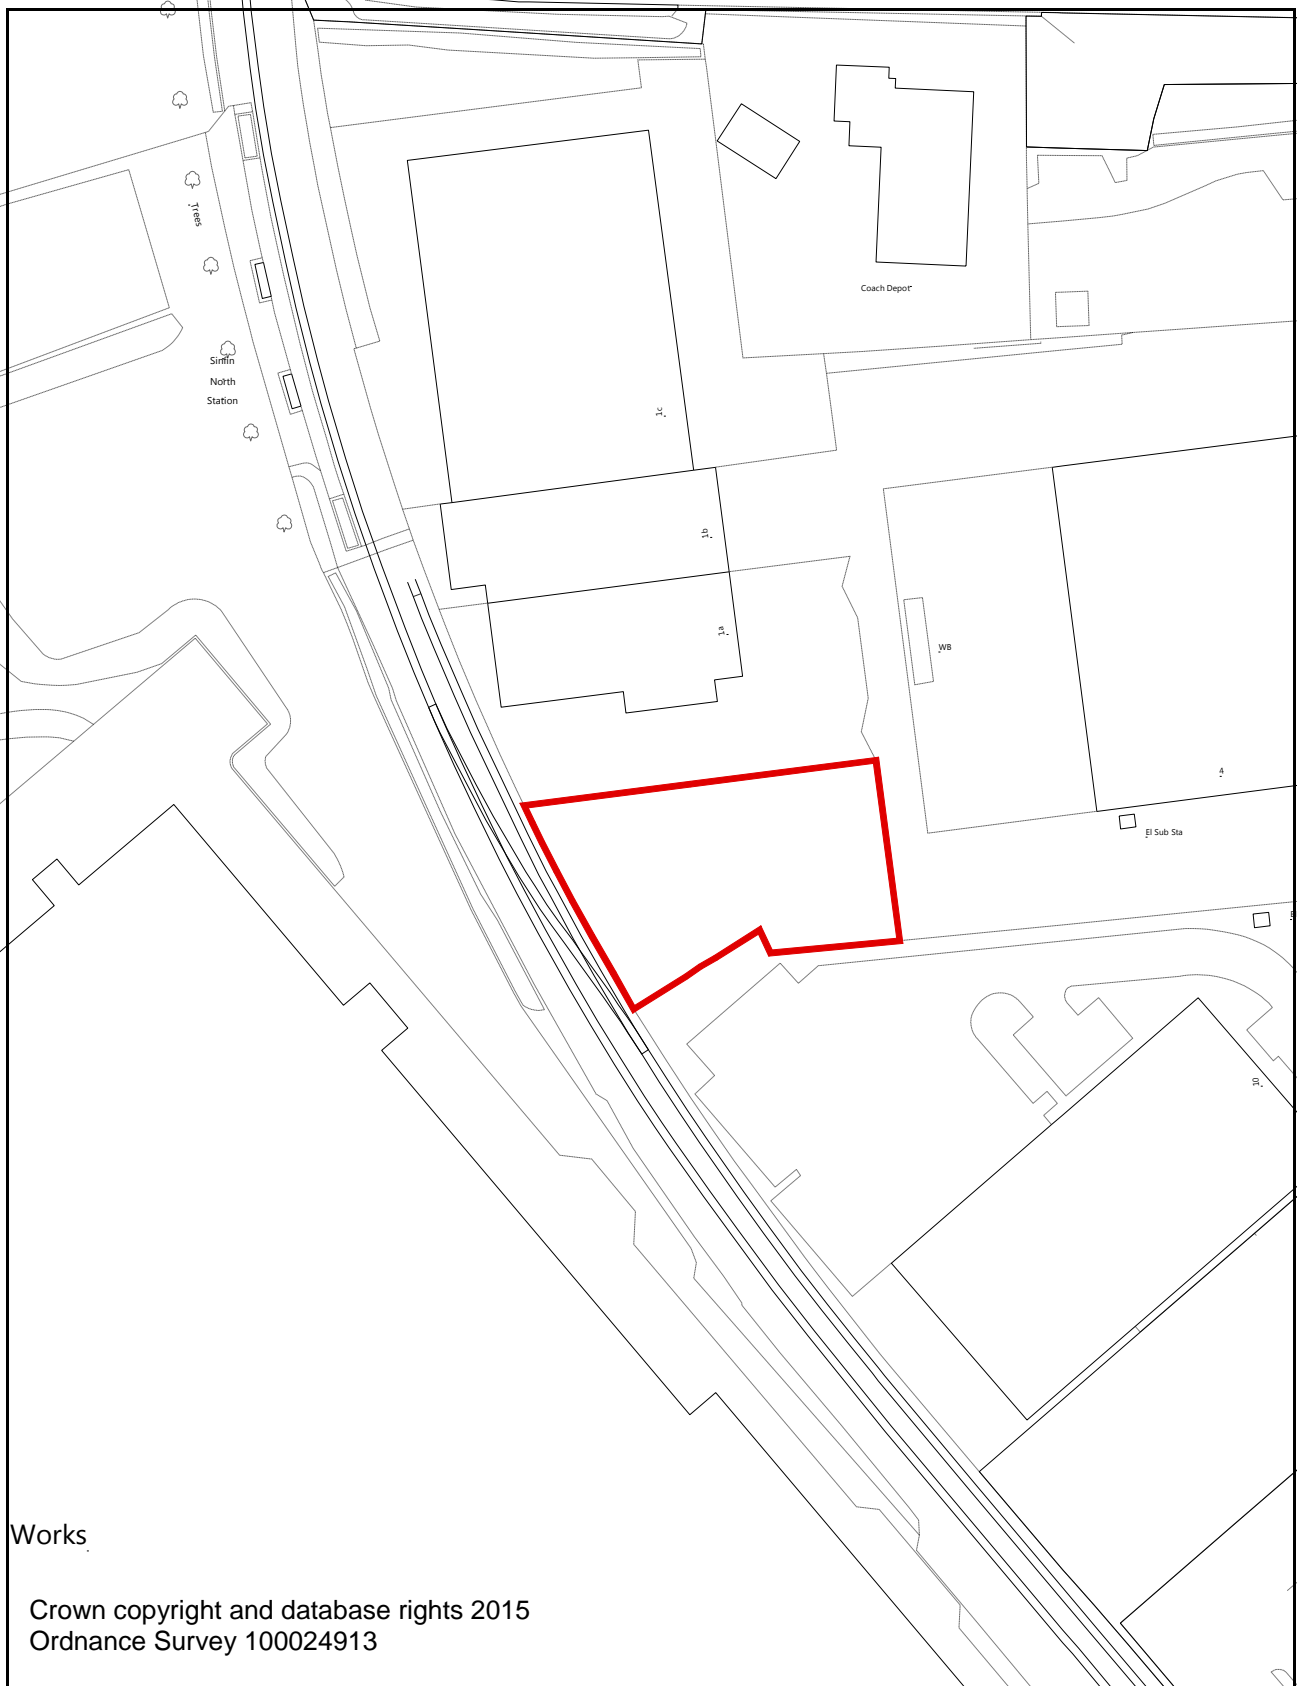 Trees
Coach Depot
Sinfin
North
Station
1c
1b
1a
WB
4
El Sub Sta
10
Works
Crown copyright and database rights 2015
Ordnance Survey 100024913